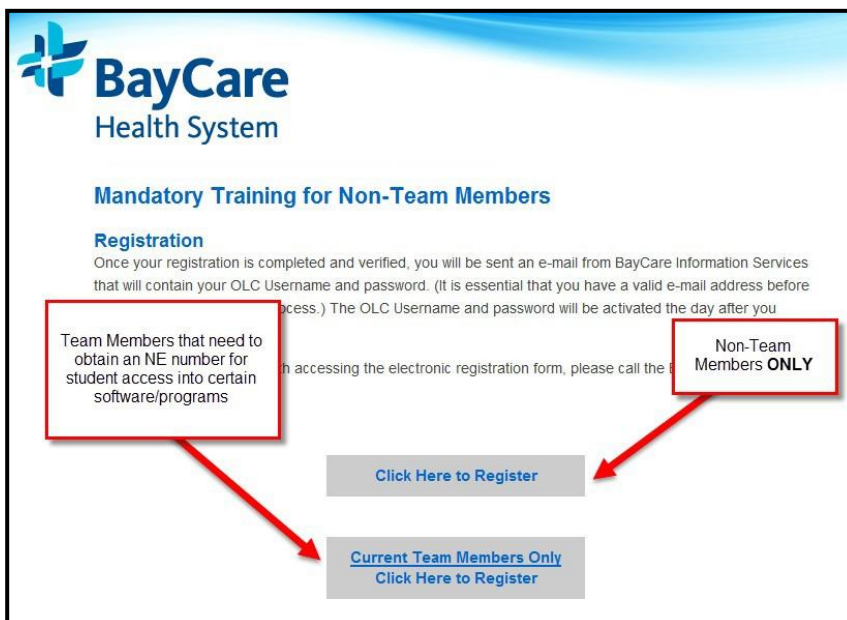 BayCare
Health System
Mandatory Training for Non-Team Members
Registration
Once your registration is completed and verified, you will be sent an e-mail from BayCare Information Services
that will contain your OLC Username and password. (It is essential that you have a valid e-mail address before
ocess.) The OLC Username and password will be activated the day after you
Team Members that need to
obtain an NE number for
student access into certain
software/programs
accessing the electronic registration form, please call the
Non-Team
Members ONLY
Click Here to Register
Current Team Members Only
Click Here to Register